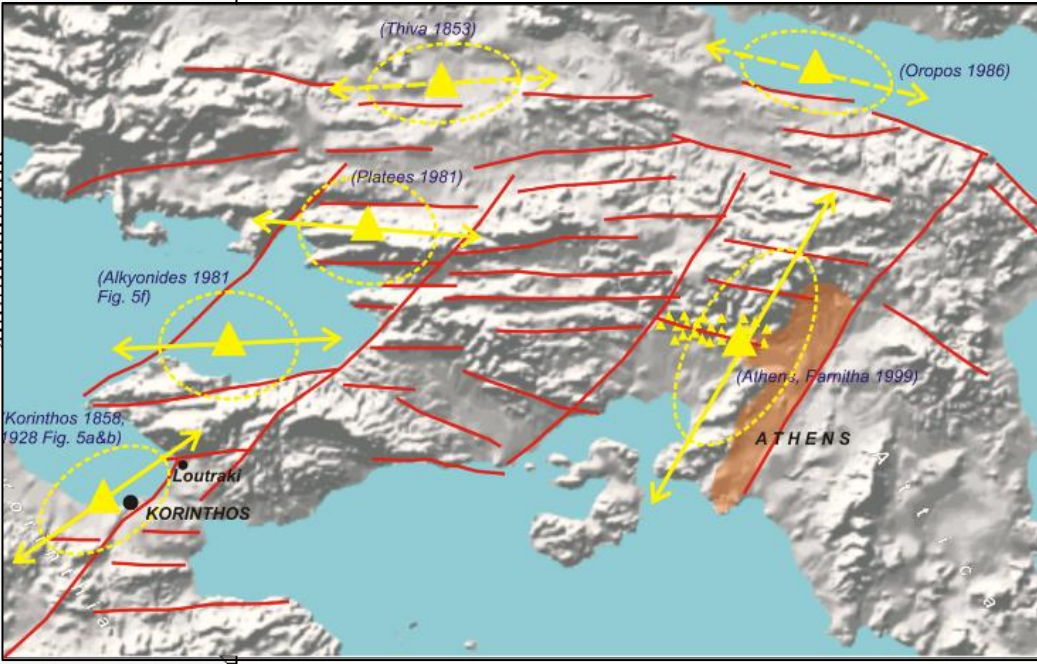 (Thiva 1853)
(Oropos 1986)
(Platees 1981)
(Alkyonides 1981
Fig. 5f)
(Athens, Parnitha 1999)
(Korinthos 1858,
1928 Fig. 5a&b)
ATHENS
Loutraki
KORINTHOS
Attica